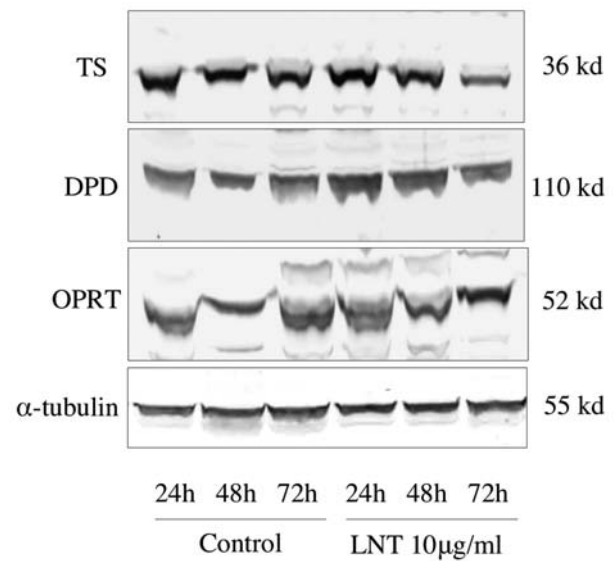 TS 36 kd
DPD 110 kd
OPRT 52 kd
α-tubulin 55 kd
24h 48h 72h 24h 48h 72h
Control LNT 10μg/ml